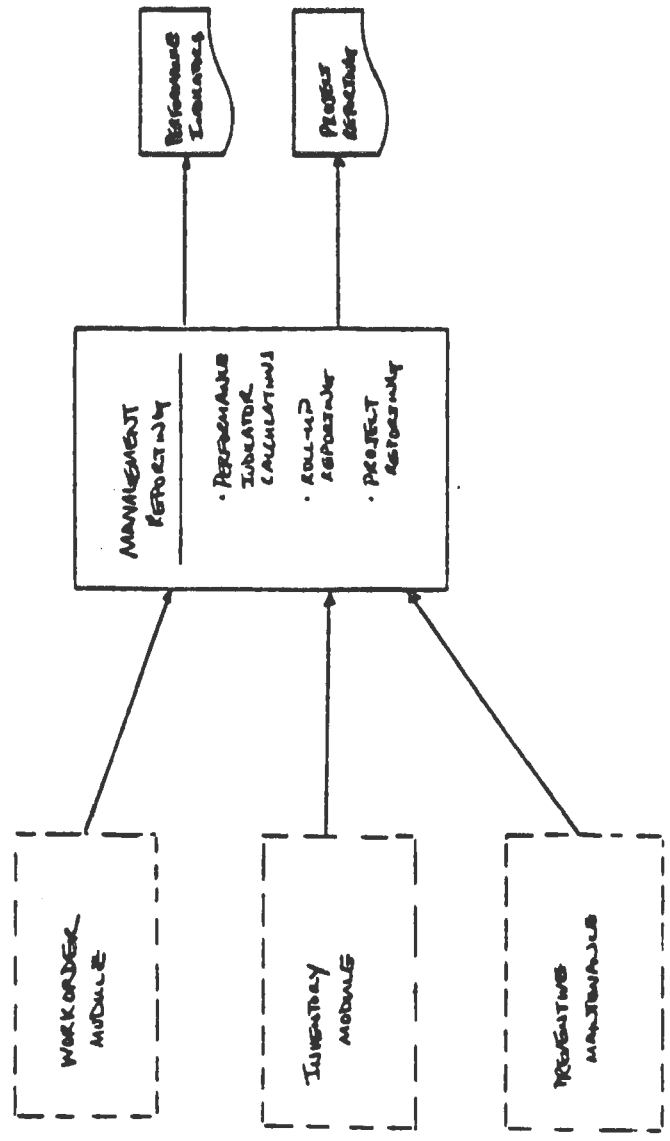 WORKORDER
MODULE
INVENTORY
MODULE
PREVENTIVE
MAINTENANCE
MANAGEMENT
REPORTING
· PERFORMANCE
INDICATOR
CALCULATIONS
· ROLL-UP
REPORTING
· PROJECT
REPORTING
PERFORMANCE
INDICATORS
PROJECT
REPORTING